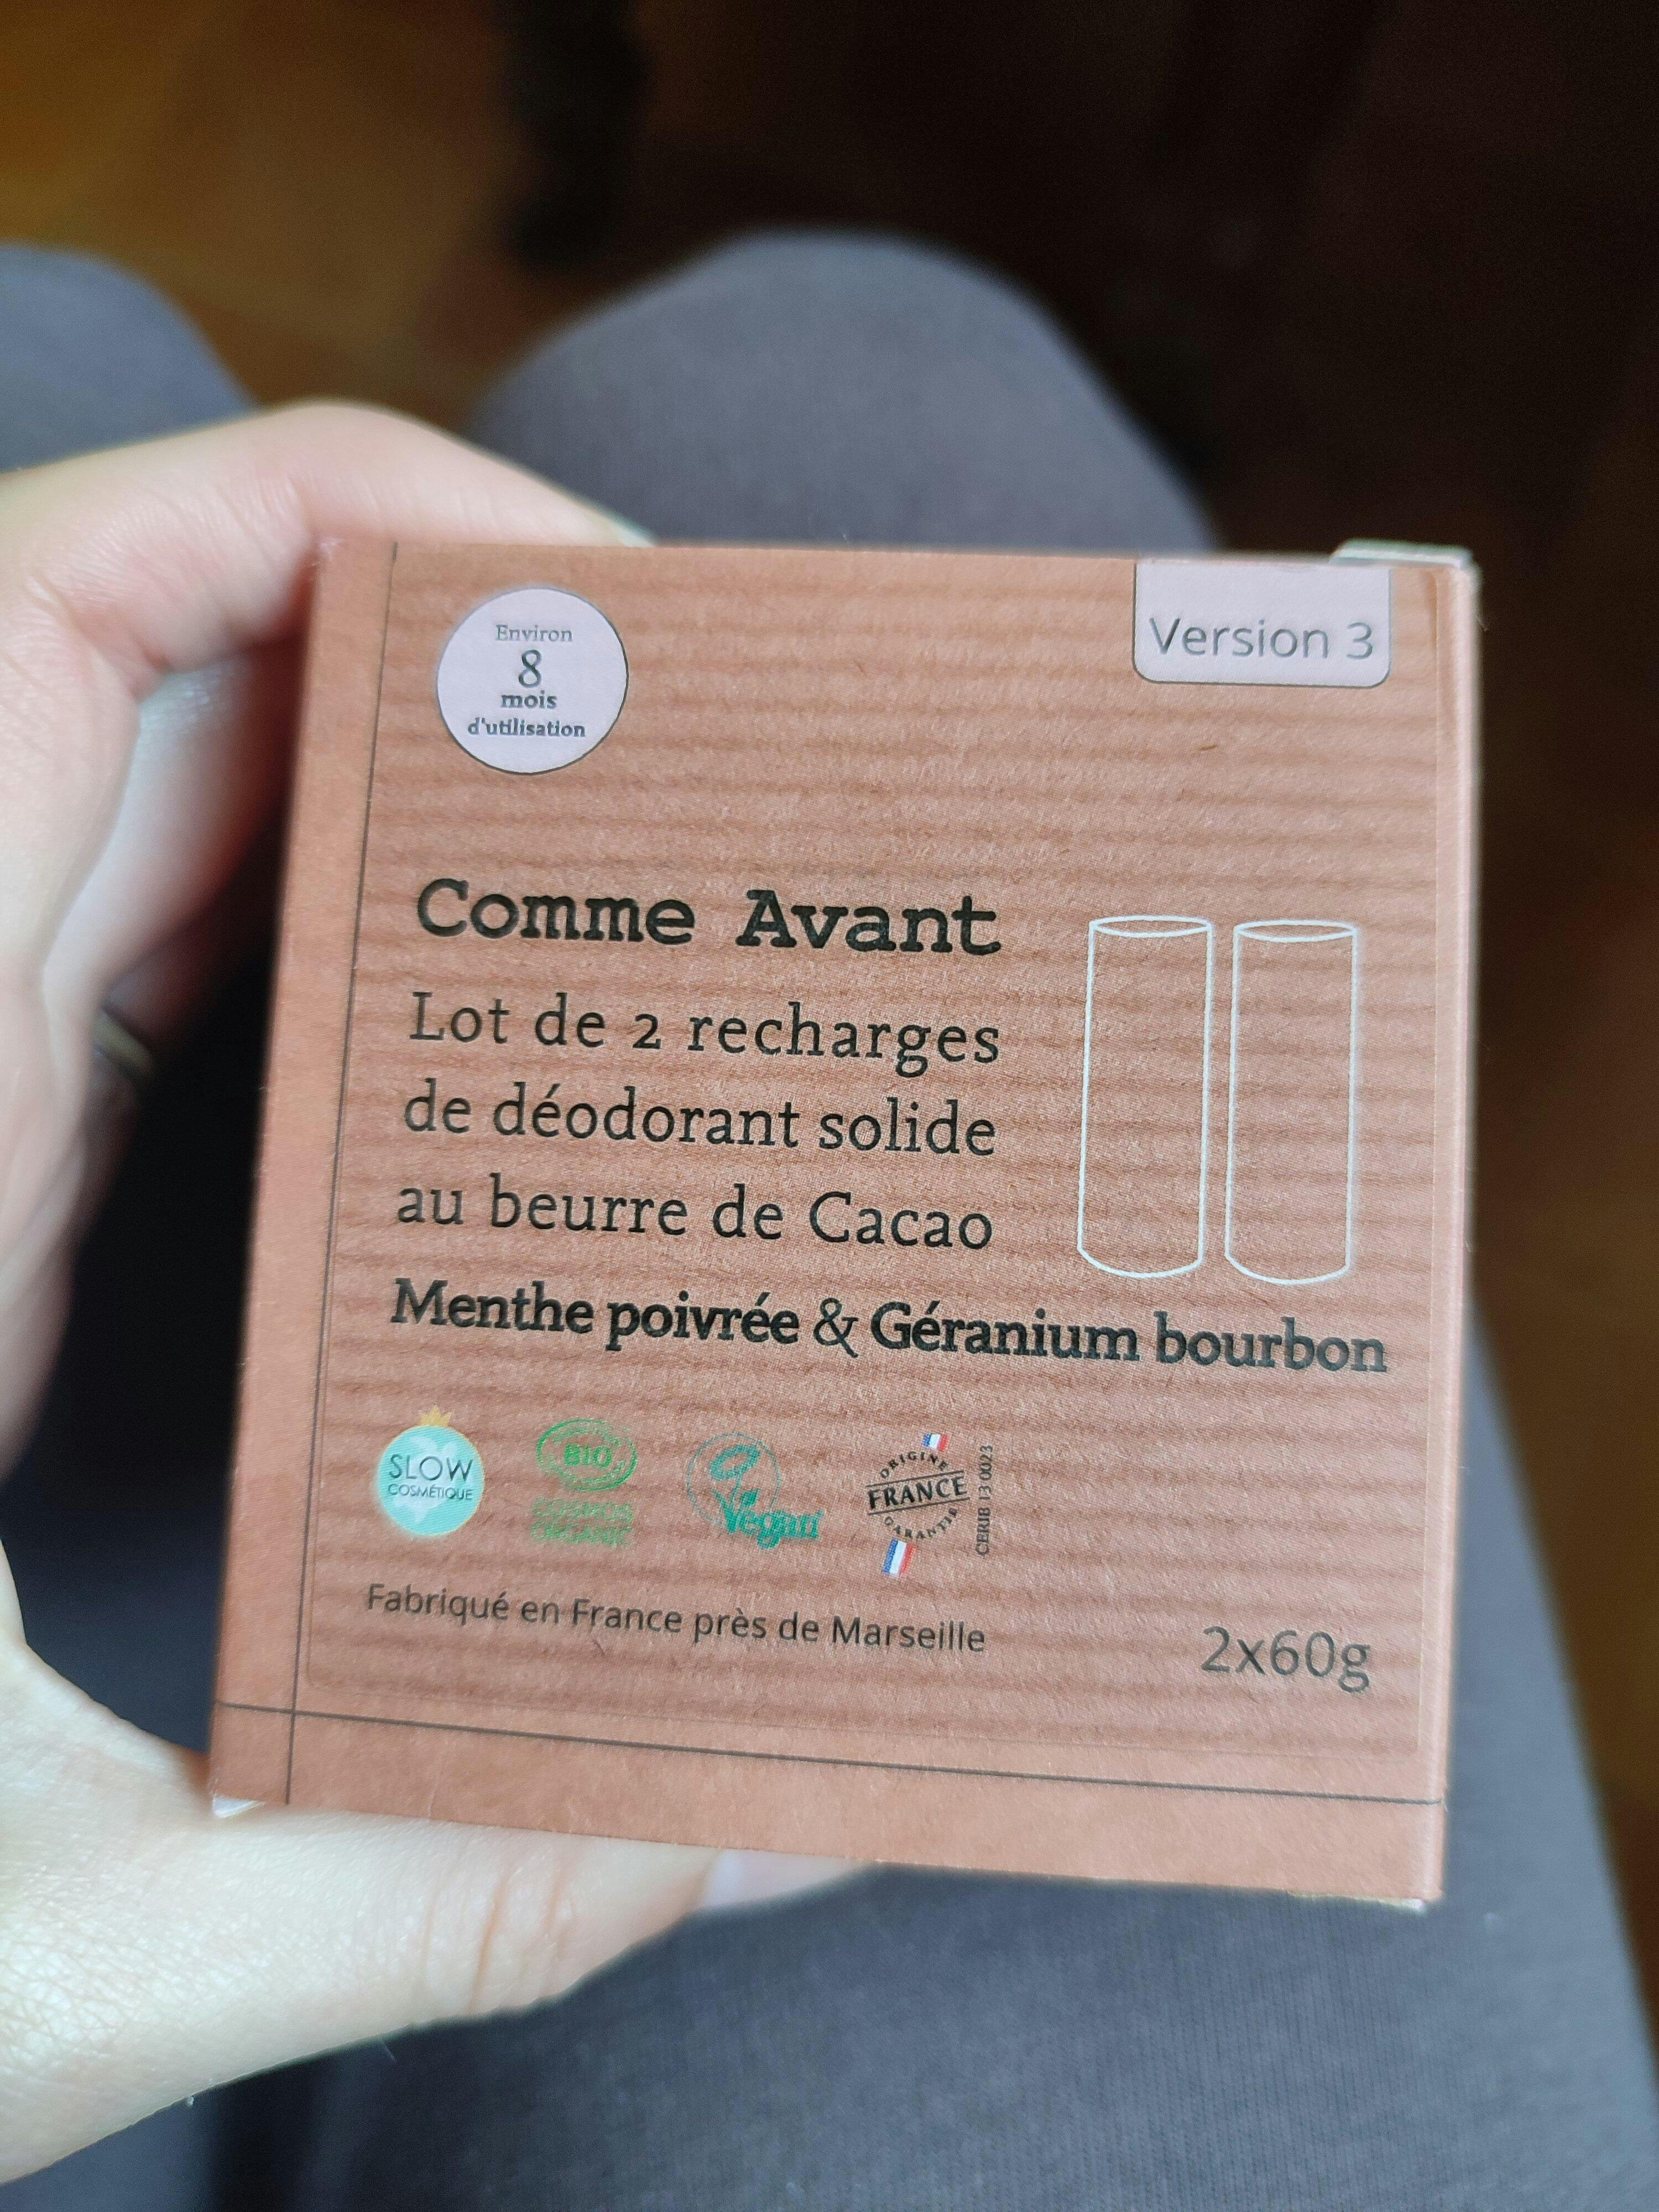 Environ
8
mois
d'utilisation
Version 3
Comme Avant
Lot de 2 recharges
de déodorant solide
au beurre de Cacao
Menthe poivrée & Géranium bourbon
SLOW
COSMÉTIQUE
BIO
COSMOS
ORGANIC
Vegan
ORIGINE
FRANCE
GARANTIE
CERIB 13 0023
Fabriqué en France près de Marseille
2x60g